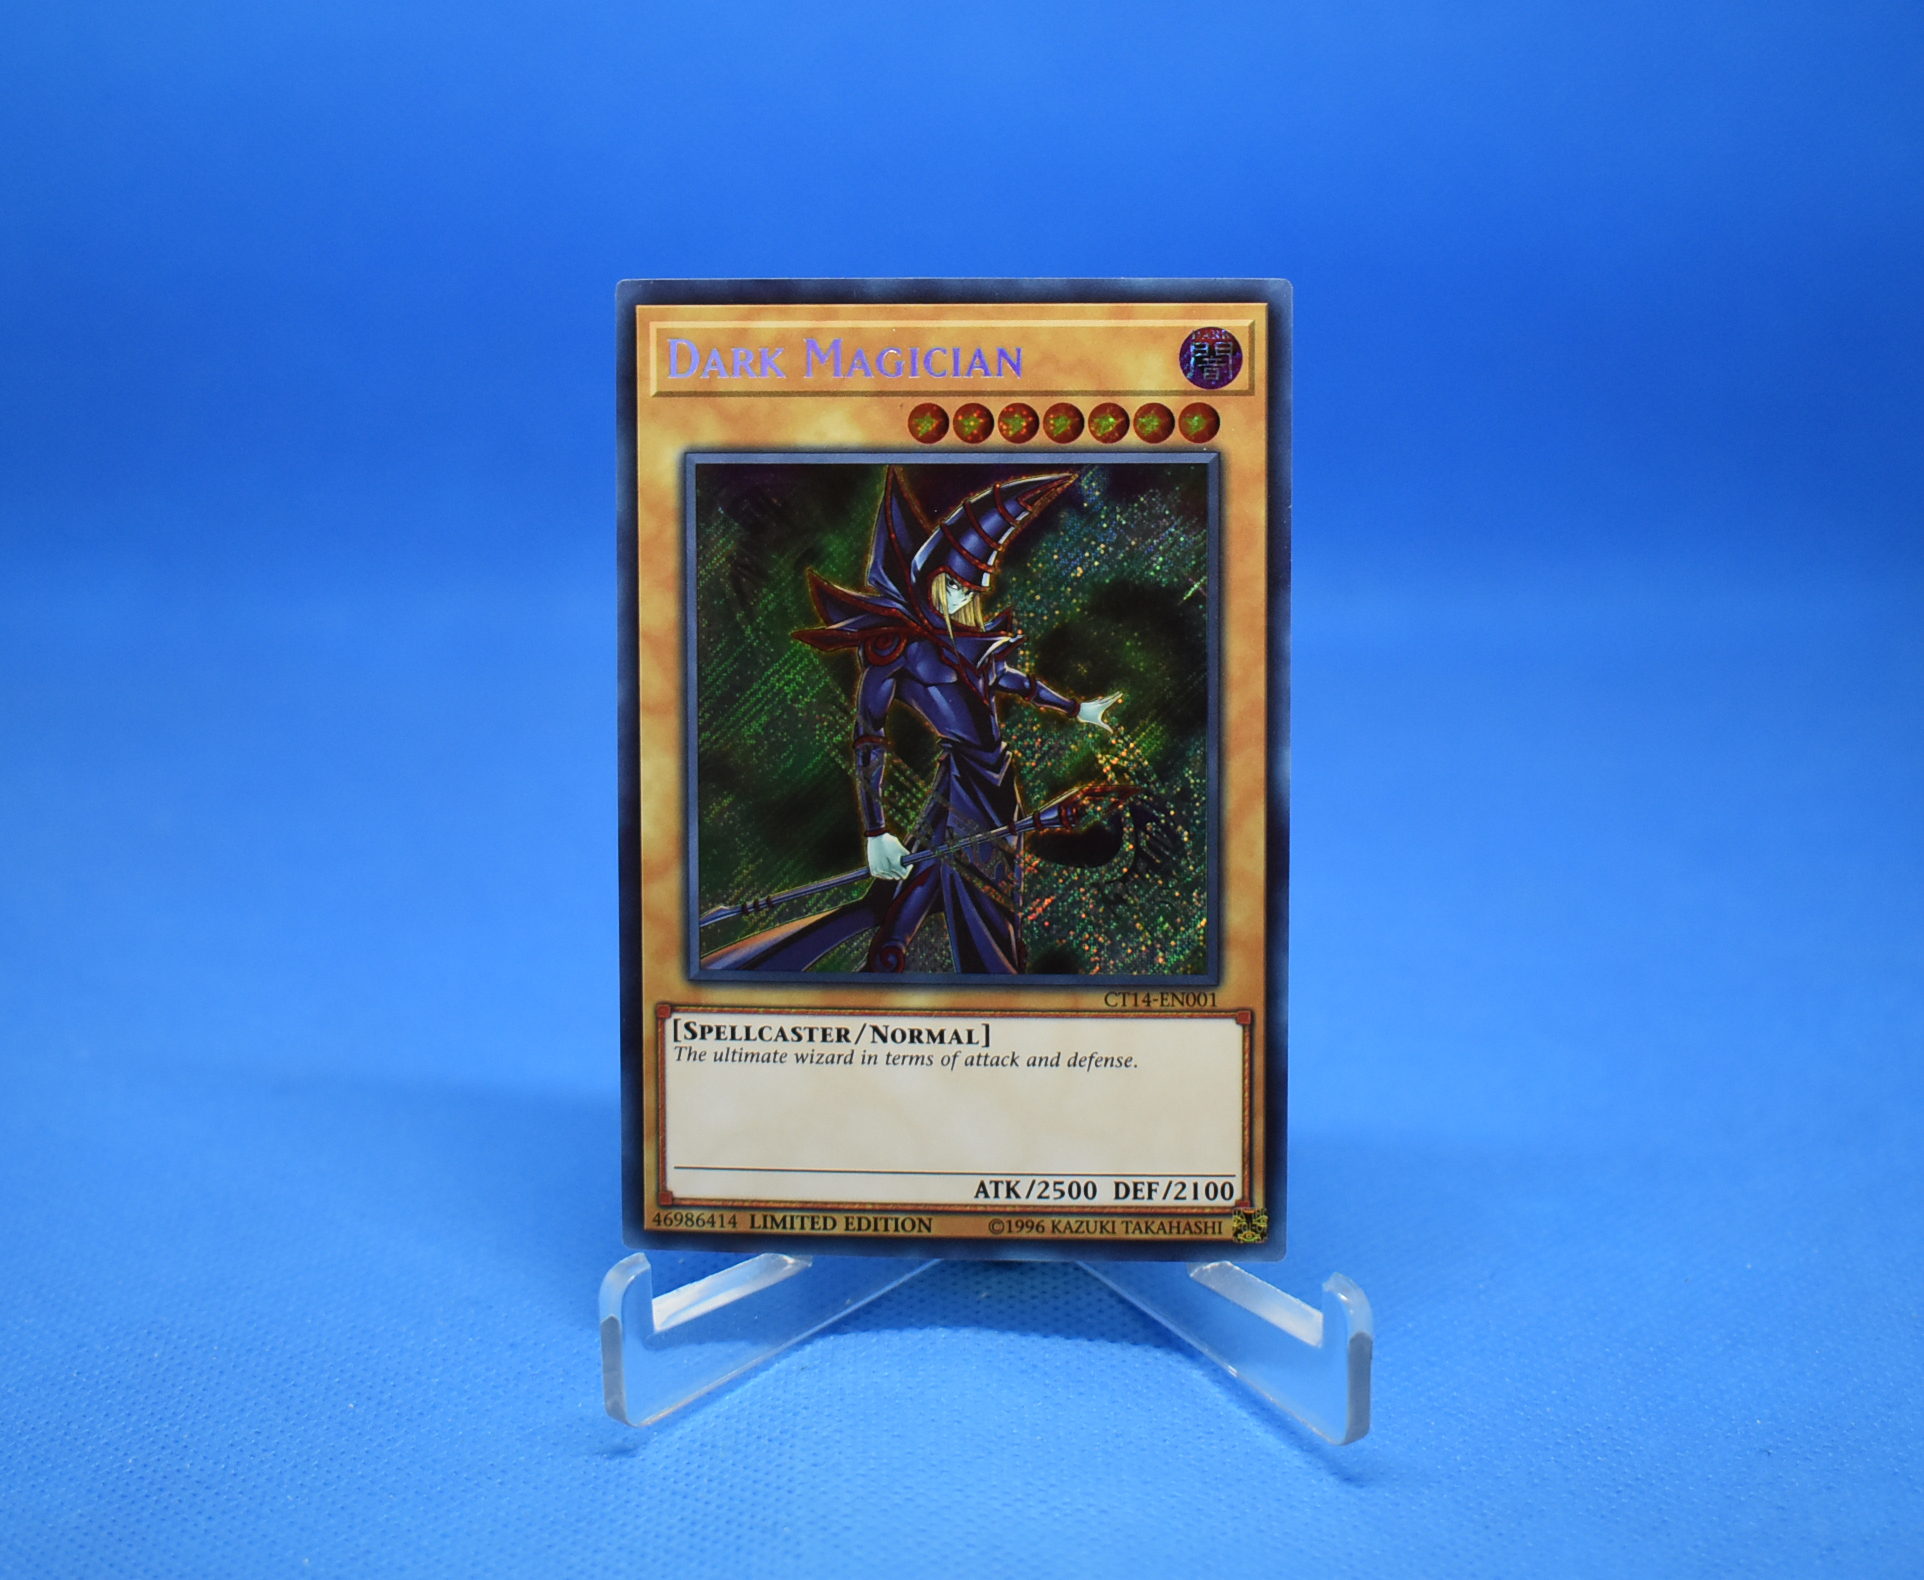 DARK MAGICIAN
闇
CT14-EN001
[SPELLCASTER/NORMAL]
The ultimate wizard in terms of attack and defense.
ATK/2500 DEF/2100
46986414 LIMITED EDITION ©1996 KAZUKI TAKAHASHI